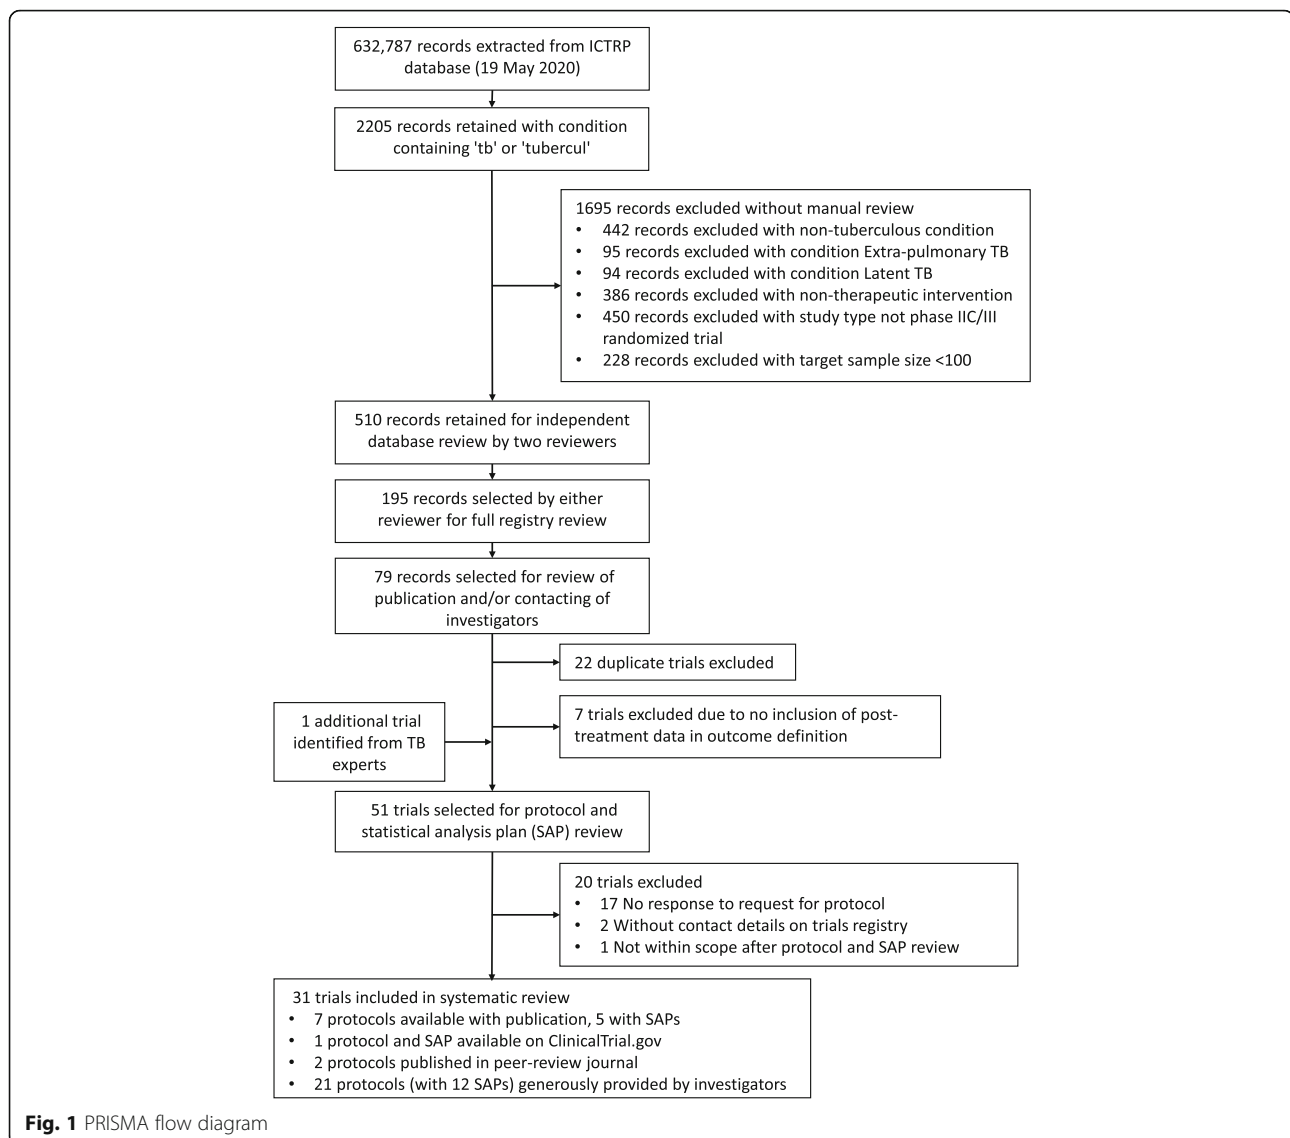 632,787 records extracted from ICTRP
database (19 May 2020)
2205 records retained with condition
containing 'tb' or 'tubercul'
1695 records excluded without manual review
• 442 records excluded with non-tuberculous condition
• 95 records excluded with condition Extra-pulmonary TB
• 94 records excluded with condition Latent TB
• 386 records excluded with non-therapeutic intervention
• 450 records excluded with study type not phase IIC/III
randomized trial
• 228 records excluded with target sample size <100
510 records retained for independent
database review by two reviewers
195 records selected by either
reviewer for full registry review
79 records selected for review of
publication and/or contacting of
investigators
22 duplicate trials excluded
7 trials excluded due to no inclusion of post-
treatment data in outcome definition
1 additional trial
identified from TB
experts
51 trials selected for protocol and
statistical analysis plan (SAP) review
20 trials excluded
• 17 No response to request for protocol
• 2 Without contact details on trials registry
• 1 Not within scope after protocol and SAP review
31 trials included in systematic review
• 7 protocols available with publication, 5 with SAPs
• 1 protocol and SAP available on ClinicalTrial.gov
• 2 protocols published in peer-review journal
• 21 protocols (with 12 SAPs) generously provided by investigators
Fig. 1 PRISMA flow diagram